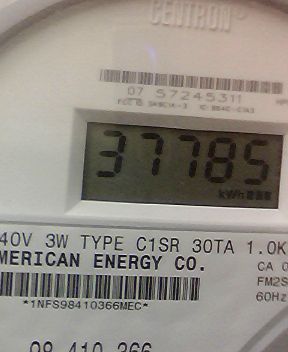 CENTRON®
07 57245311
37785
kWh
40V 3W TYPE C1SR 30TA 1.0K
MERICAN ENERGY CO.
CA 0
FM2S
*1NFS98410366MEC*
60Hz
98 410 366